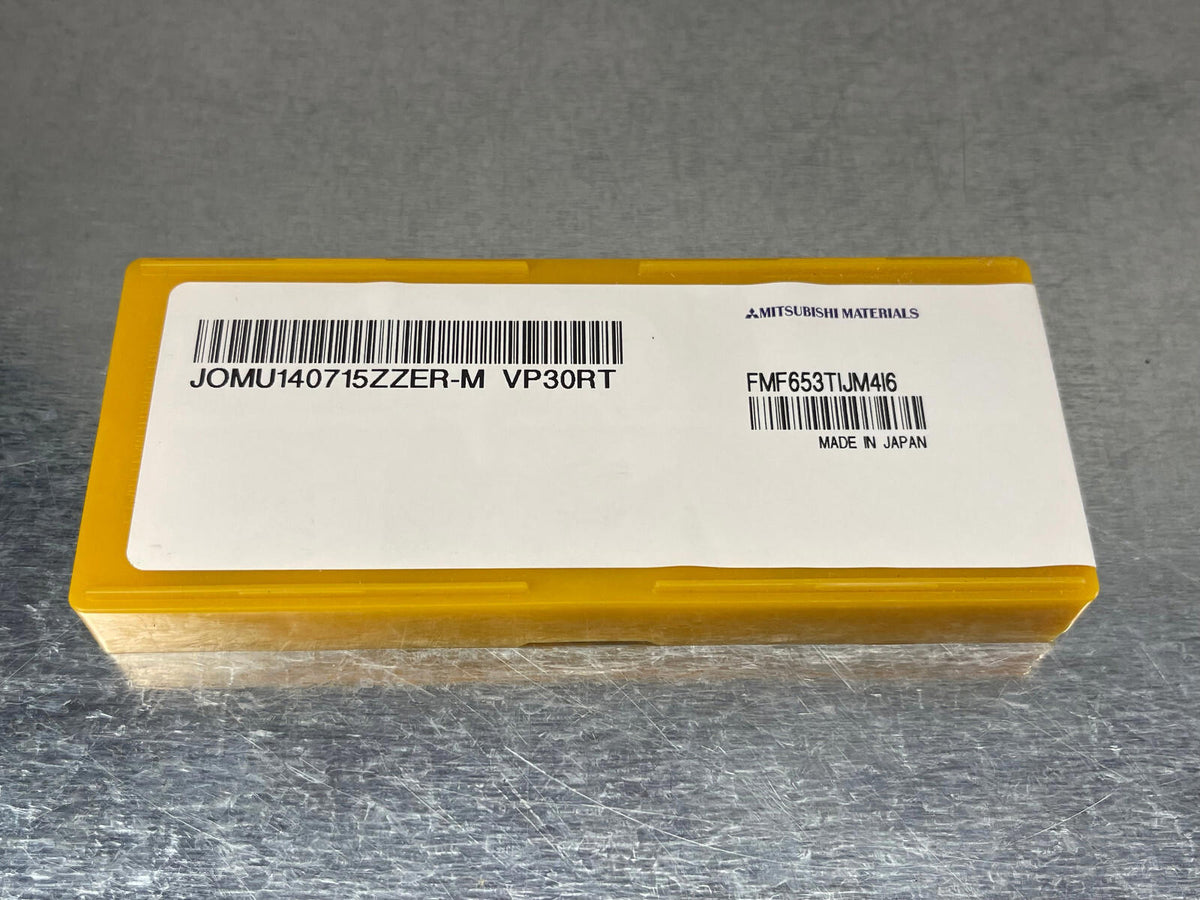 MITSUBISHI MATERIALS
JOMU140715ZZER-M VP30RT
FMF653TIJM4I6
MADE IN JAPAN